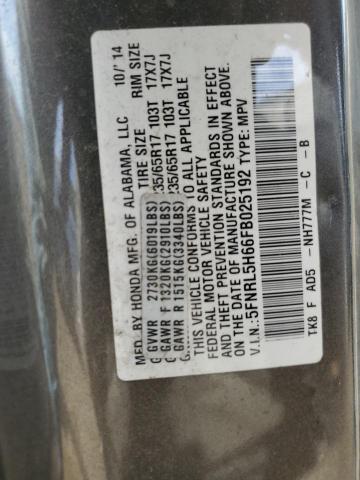 MFD. BY HONDA MFG. OF ALABAMA, LLC 10/'14
TIRE SIZE RIM SIZE
GVWR 2730KG(6019LBS)
GAWR F 1320KG(2910LBS) 235/65R17 103T 17X7J
GAWR R 1515KG(3340LBS) 235/65R17 103T 17X7J
THIS VEHICLE CONFORMS TO ALL APPLICABLE
FEDERAL MOTOR VEHICLE SAFETY
AND THEFT PREVENTION STANDARDS IN EFFECT
ON THE DATE OF MANUFACTURE SHOWN ABOVE.
V.I.N.: 5FNRL5H66FB025192 TYPE: MPV
TK8 F AD5 -NH777M -C -B